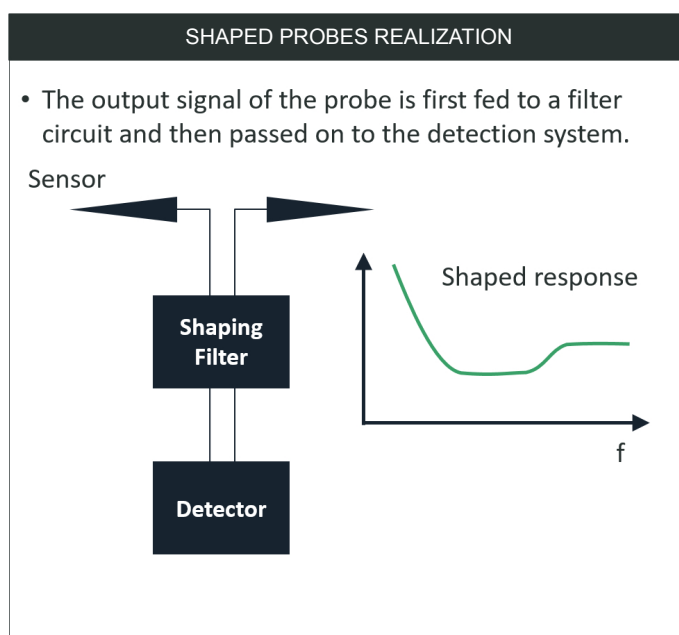 SHAPED PROBES REALIZATION
• The output signal of the probe is first fed to a filter
circuit and then passed on to the detection system.
Sensor
Shaped response
Shaping
Filter
f
Detector